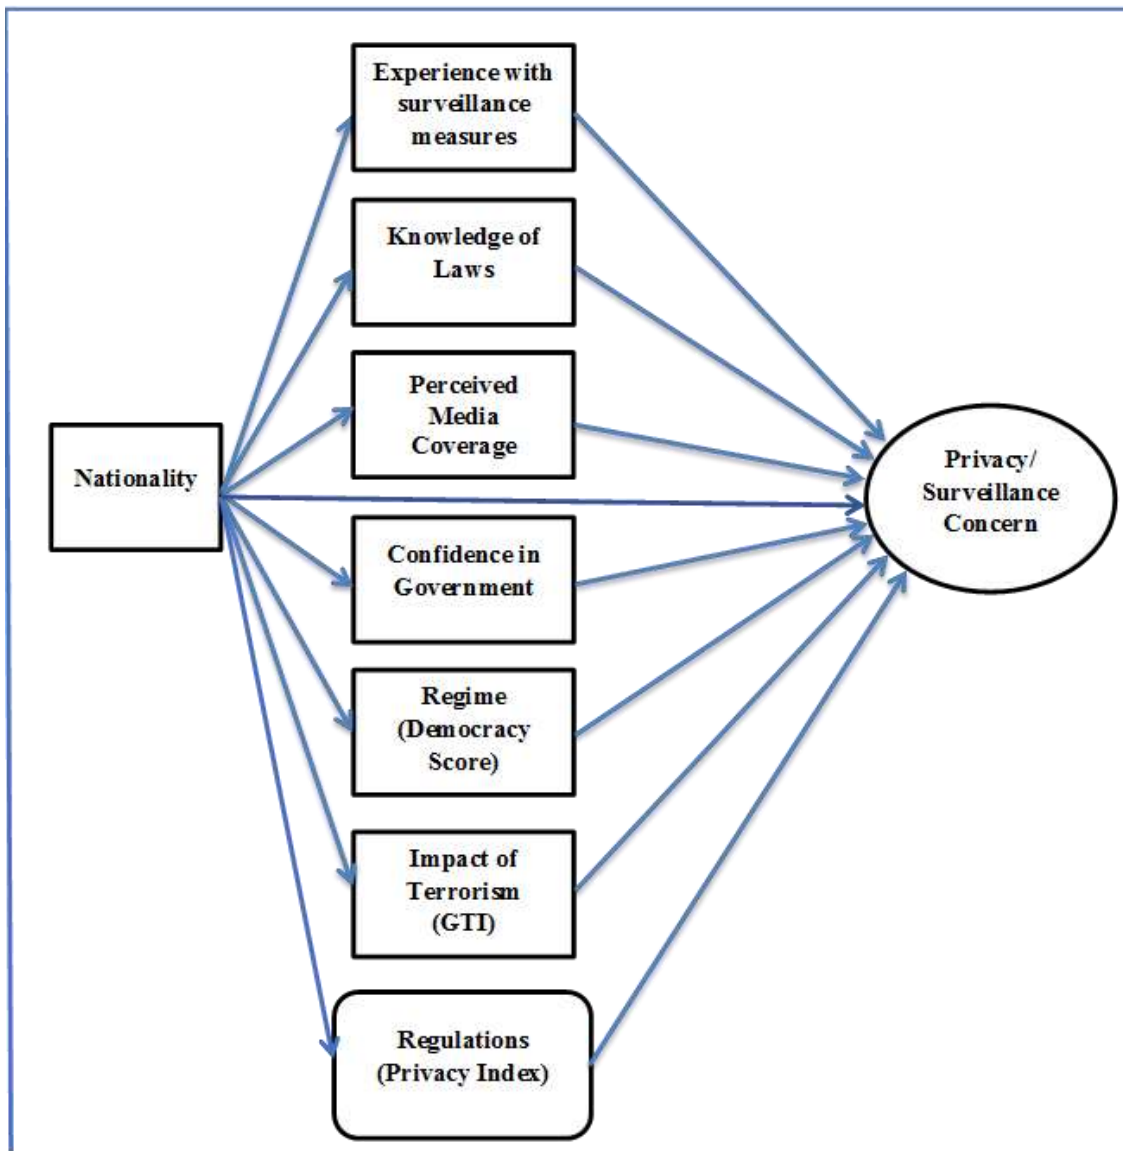 Experience with
surveillance
measures
Knowledge of
Laws
Perceived
Media
Coverage
Nationality
Privacy/
Surveillance
Concern
Confidence in
Government
Regime
(Democracy
Score)
Impact of
Terrorism
(GTI)
Regulations
(Privacy Index)